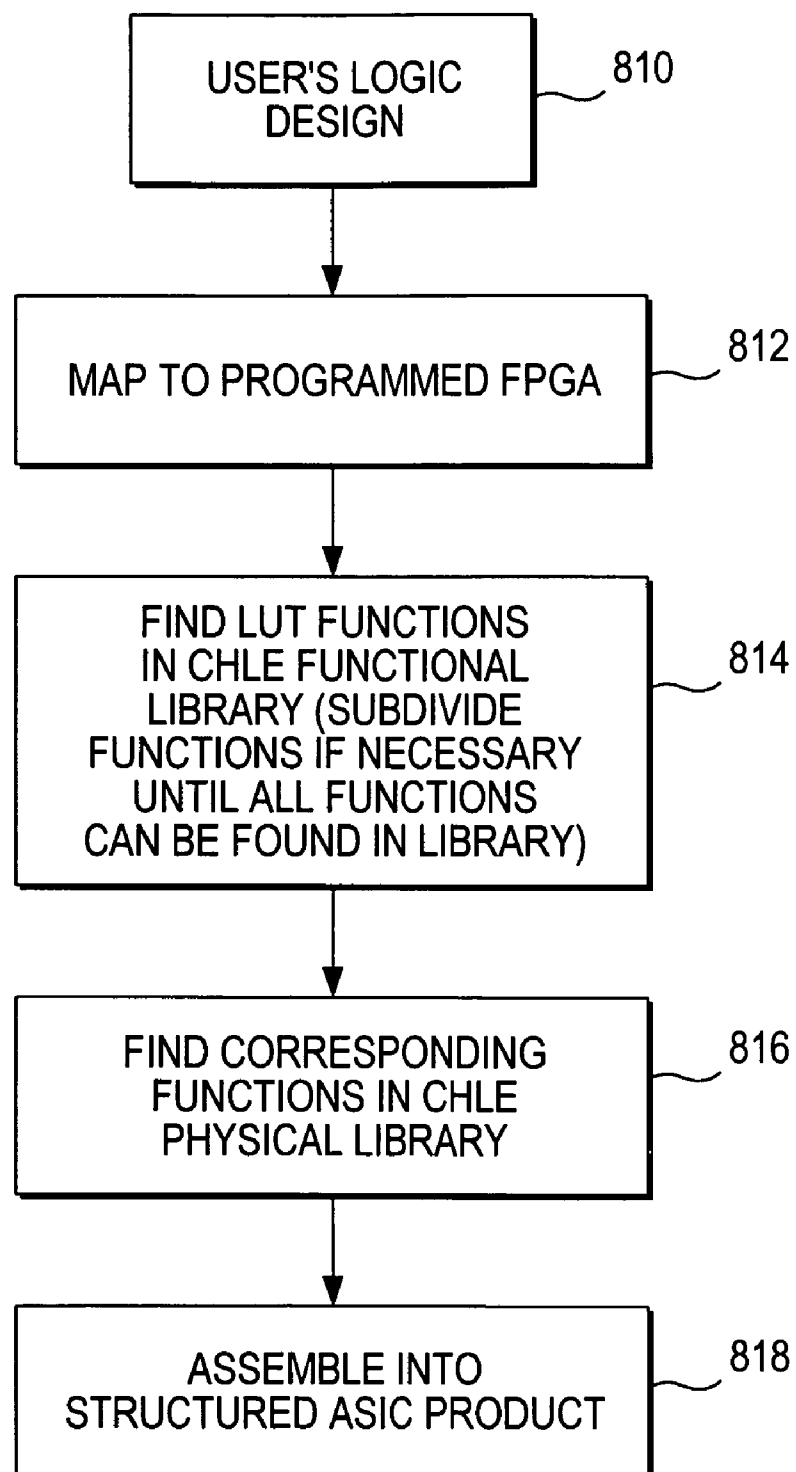 USER'S LOGIC
DESIGN
810
MAP TO PROGRAMMED FPGA
812
FIND LUT FUNCTIONS
IN CHLE FUNCTIONAL
LIBRARY (SUBDIVIDE
FUNCTIONS IF NECESSARY
UNTIL ALL FUNCTIONS
CAN BE FOUND IN LIBRARY)
814
FIND CORRESPONDING
FUNCTIONS IN CHLE
PHYSICAL LIBRARY
816
ASSEMBLE INTO
STRUCTURED ASIC PRODUCT
818